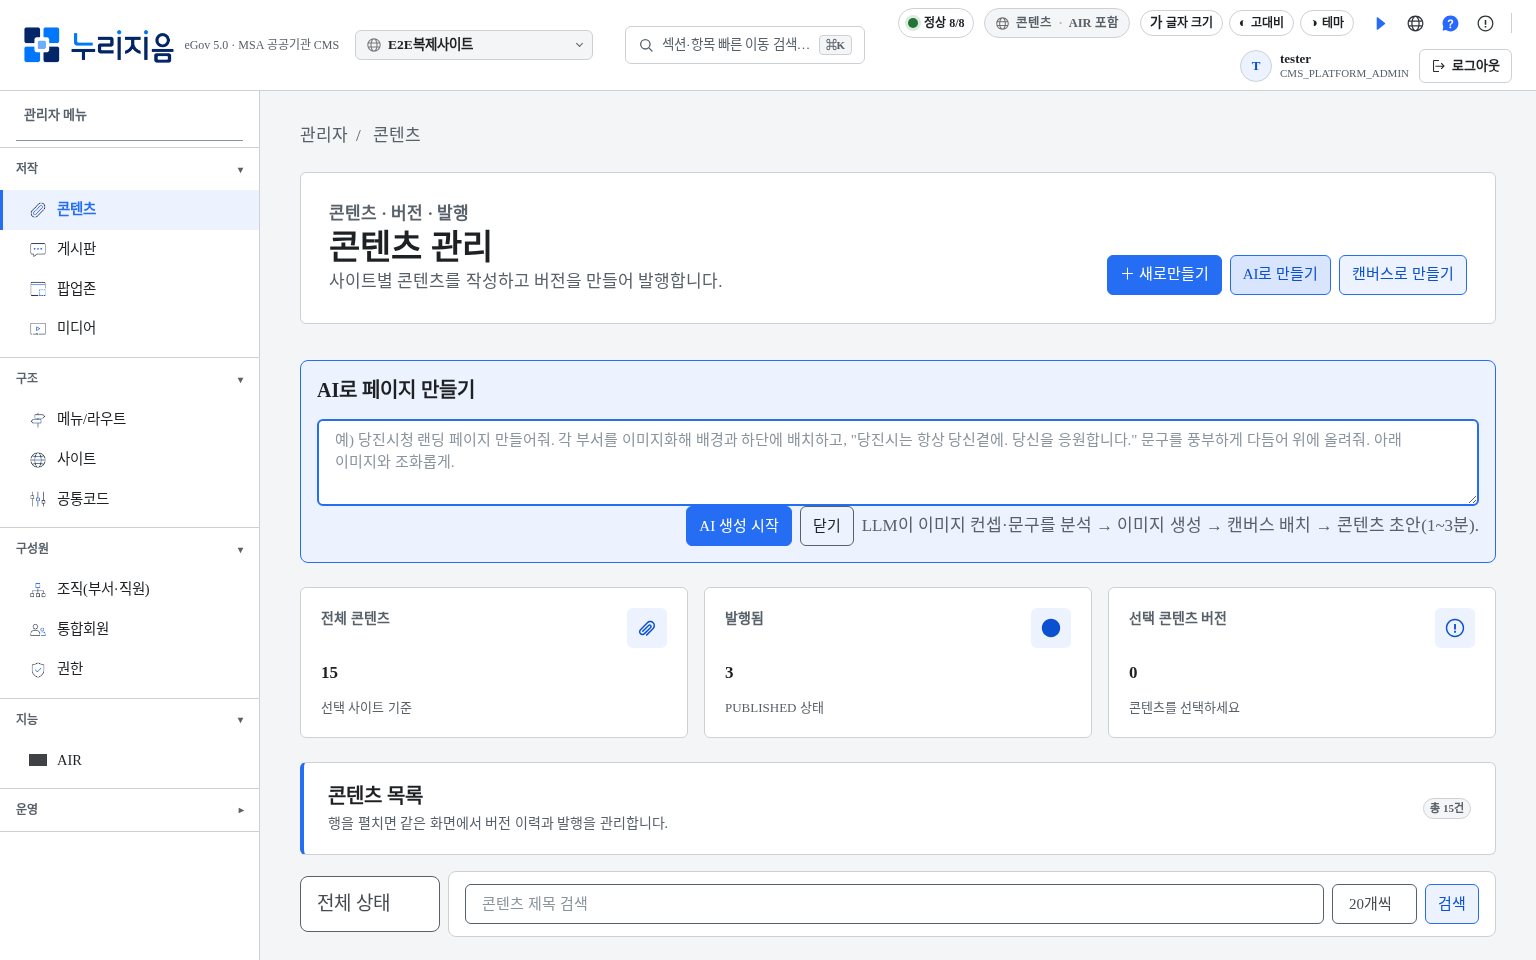 누리지음
eGov 5.0 · MSA 공공기관 CMS
E2E복제사이트
섹션·항목 빠른 이동 검색… ⌘K
정상 8/8
콘텐츠 · AIR 포함
가 글자 크기
고대비
테마
T
tester
CMS_PLATFORM_ADMIN
로그아웃
관리자 메뉴
저작
콘텐츠
게시판
팝업존
미디어
구조
메뉴/라우트
사이트
공통코드
구성원
조직(부서·직원)
통합회원
권한
지능
AIR
운영
관리자 / 콘텐츠
콘텐츠 · 버전 · 발행
콘텐츠 관리
사이트별 콘텐츠를 작성하고 버전을 만들어 발행합니다.
+ 새로만들기
AI로 만들기
캔버스로 만들기
AI로 페이지 만들기
예) 당진시청 랜딩 페이지 만들어줘. 각 부서를 이미지화해 배경과 하단에 배치하고, "당진시는 항상 당신곁에. 당신을 응원합니다." 문구를 풍부하게 다듬어 위에 올려줘. 아래
이미지와 조화롭게.
AI 생성 시작
닫기
LLM이 이미지 컨셉·문구를 분석 → 이미지 생성 → 캔버스 배치 → 콘텐츠 초안(1~3분).
전체 콘텐츠
15
선택 사이트 기준
발행됨
3
PUBLISHED 상태
선택 콘텐츠 버전
0
콘텐츠를 선택하세요
콘텐츠 목록
행을 펼치면 같은 화면에서 버전 이력과 발행을 관리합니다.
총 15건
전체 상태
콘텐츠 제목 검색
20개씩
검색